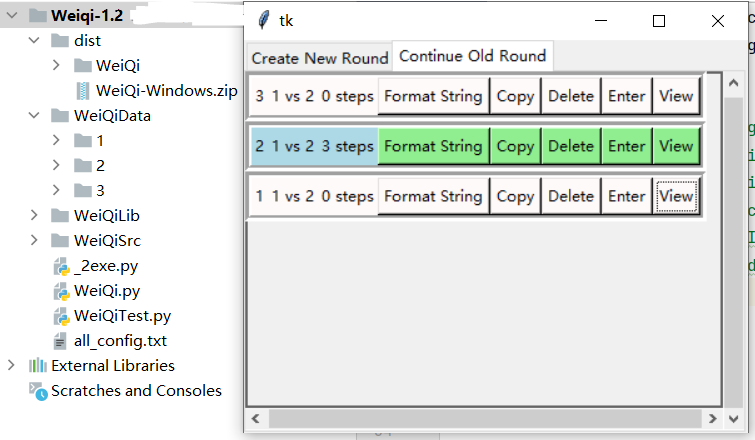 Weiqi-1.2
dist
WeiQi
WeiQi-Windows.zip
WeiQiData
1
2
3
WeiQiLib
WeiQiSrc
_2exe.py
WeiQi.py
WeiQiTest.py
all_config.txt
External Libraries
Scratches and Consoles
tk
Create New Round Continue Old Round
3 1 vs 2 0 steps Format String Copy Delete Enter View
2 1 vs 2 3 steps Format String Copy Delete Enter View
1 1 vs 2 0 steps Format String Copy Delete Enter View